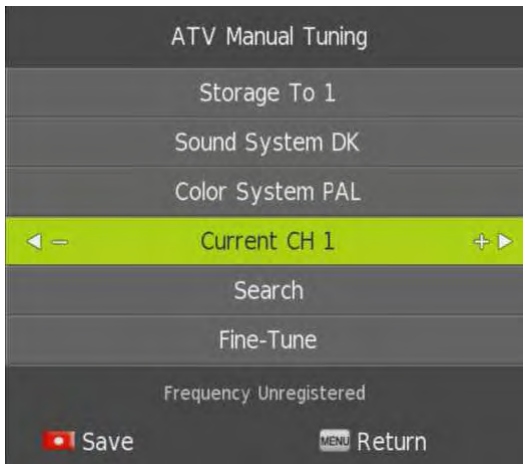 ATV Manual Tuning
Storage To 1
Sound System DK
Color System PAL
− Current CH 1 +
Search
Fine-Tune
Frequency Unregistered
Save MENU Return